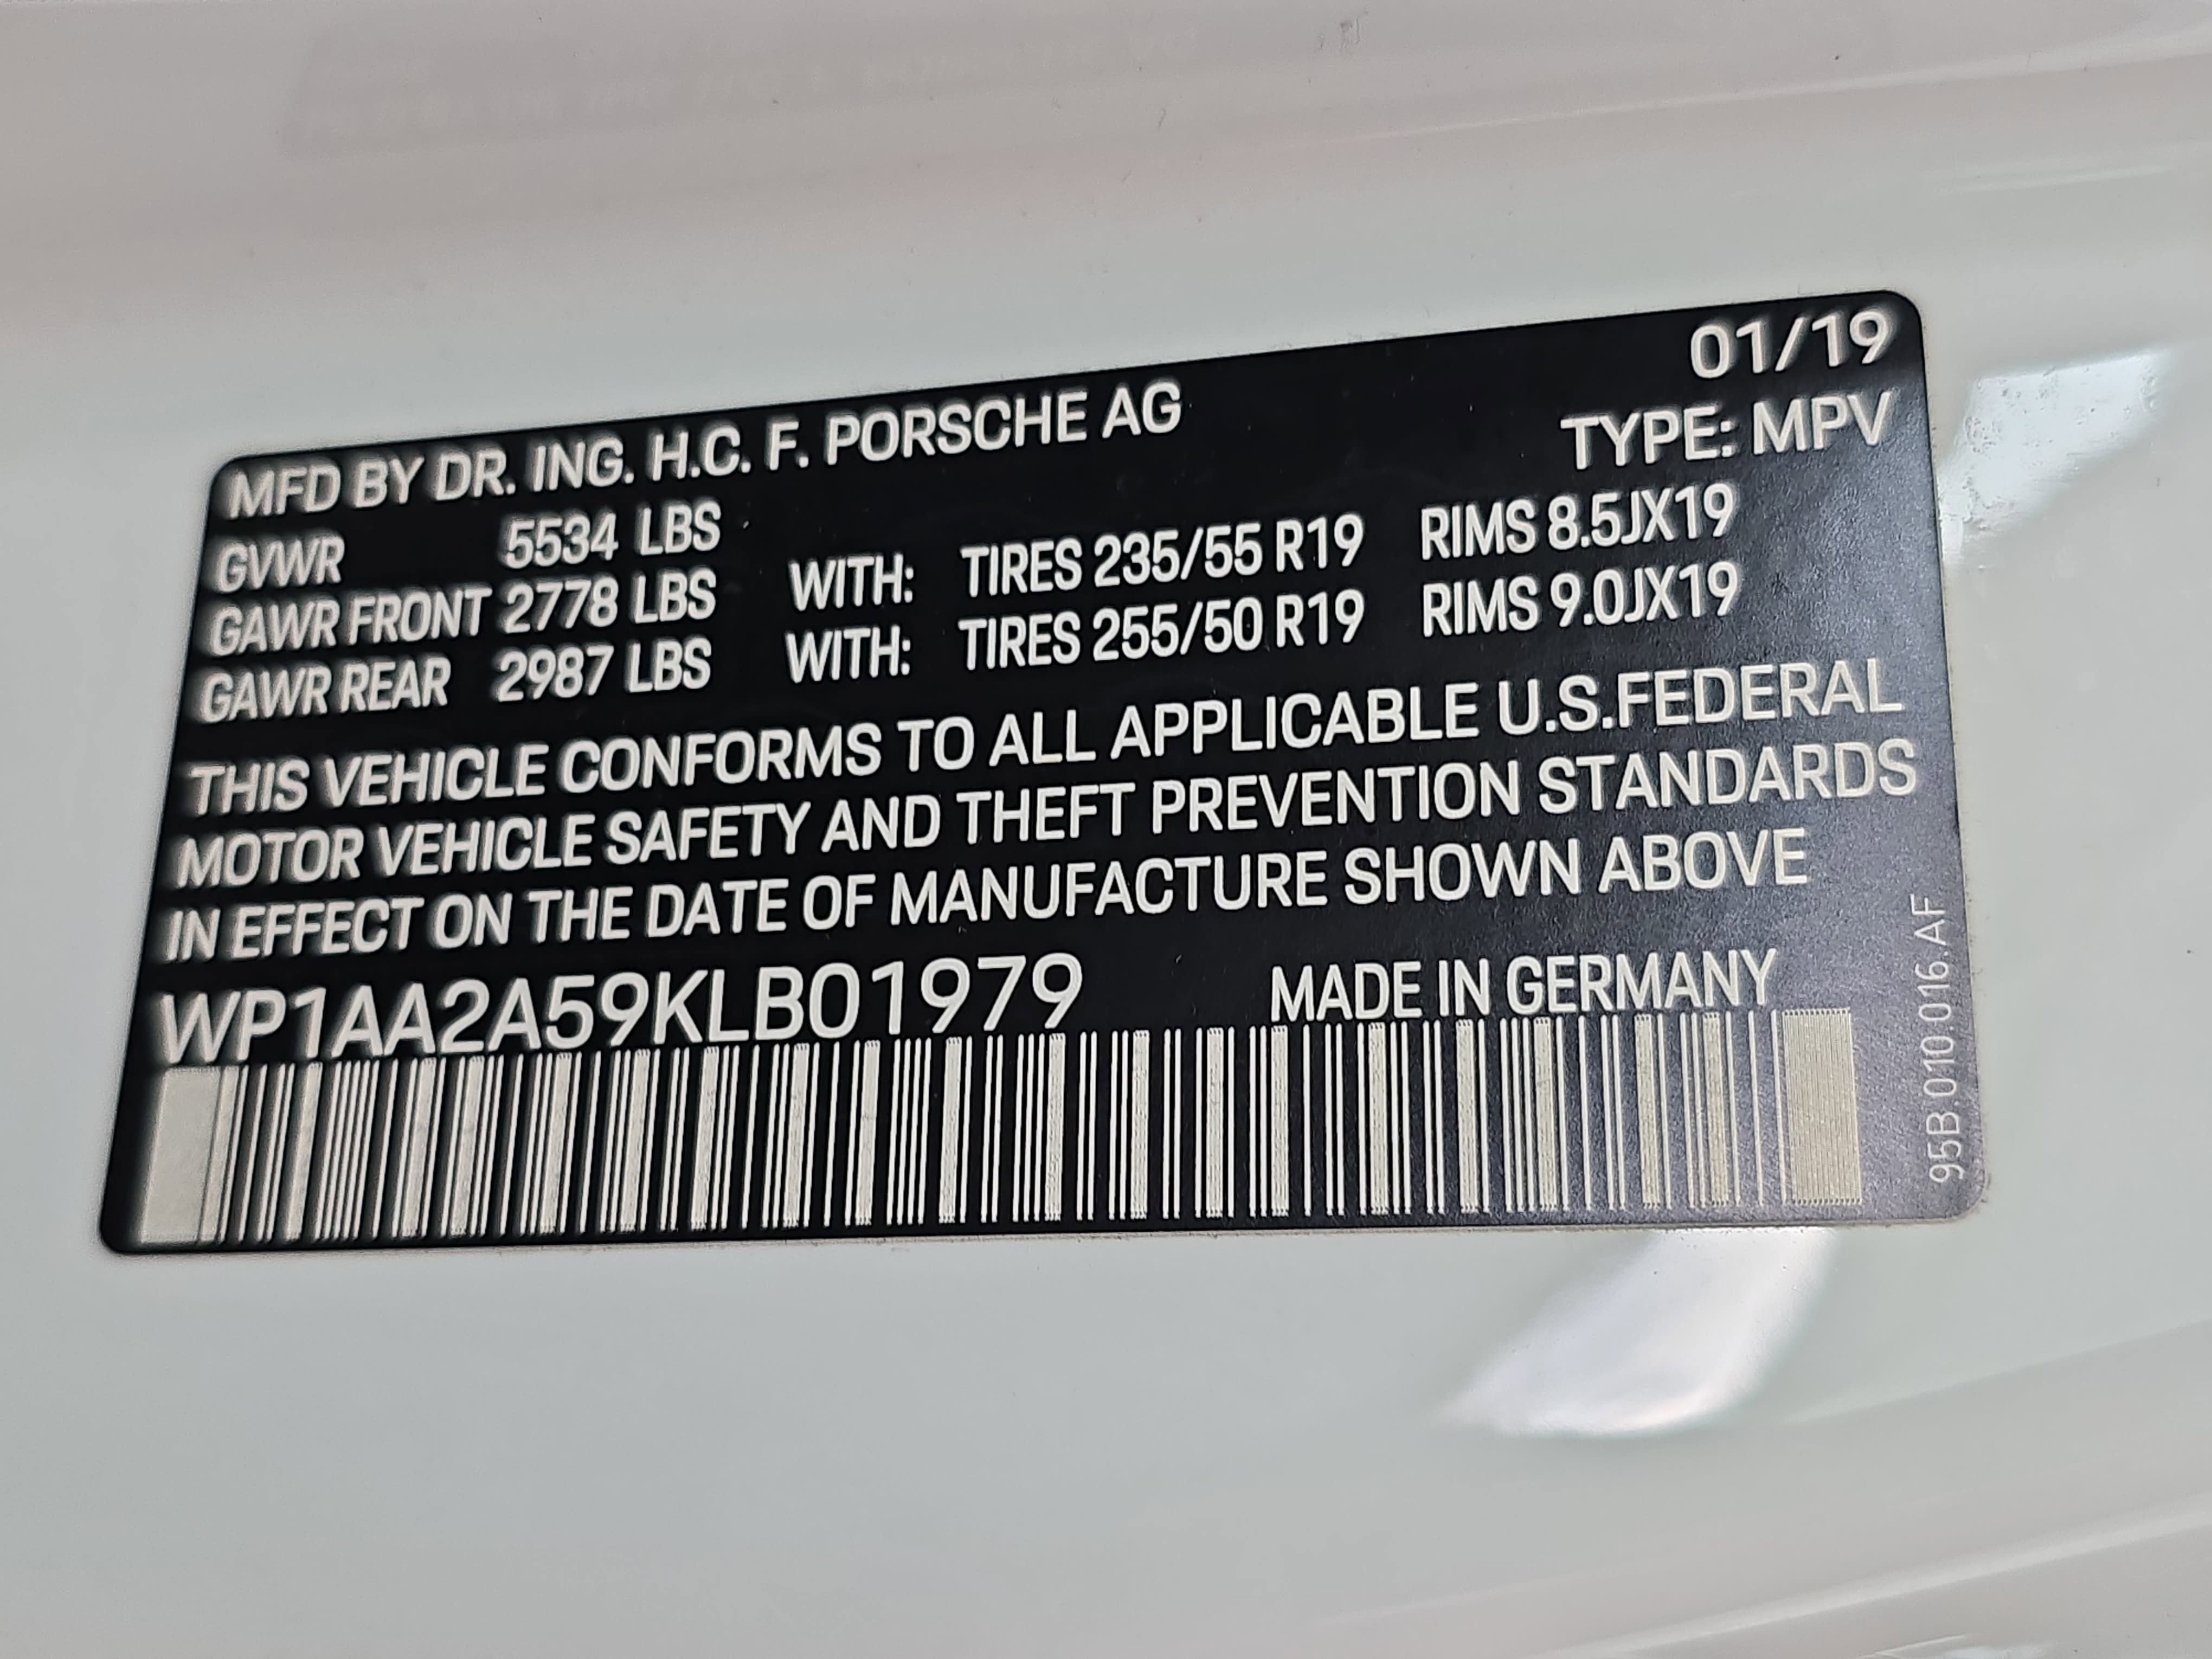 01/19
MFD BY DR. ING. H.C. F. PORSCHE AG TYPE: MPV
GVWR 5534 LBS
GAWR FRONT 2778 LBS WITH: TIRES 235/55 R19 RIMS 8.5JX19
GAWR REAR 2987 LBS WITH: TIRES 255/50 R19 RIMS 9.0JX19
THIS VEHICLE CONFORMS TO ALL APPLICABLE U.S.FEDERAL
MOTOR VEHICLE SAFETY AND THEFT PREVENTION STANDARDS
IN EFFECT ON THE DATE OF MANUFACTURE SHOWN ABOVE
WP1AA2A59KLB01979 MADE IN GERMANY
95B.010.016.AF